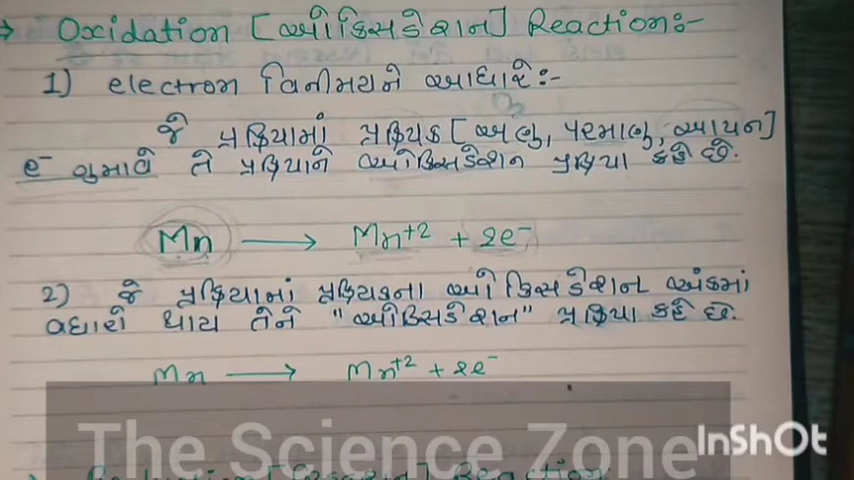 → Oxidation [ઓક્સિડેશન] Reaction:-
1) electron વિનીમયને આધારે:-
O₂
જે પ્રક્રિયામાં પ્રક્રિયક [અણુ, પરમાણુ, આયન]
e⁻ ગુમાવે તે પ્રક્રિયાને ઓક્સિડેશન પ્રક્રિયા કહે છે.
Mn → Mn⁺² + 2e⁻
2) જે પ્રક્રિયાનાં પ્રક્રિયકના ઓક્સિડેશન અંકમાં
વધારો થાય તેને "ઓક્સિડેશન" પ્રક્રિયા કહે છે.
Mn → Mn⁺² + 2e⁻
The Science Zone
InShOt
Reaction: